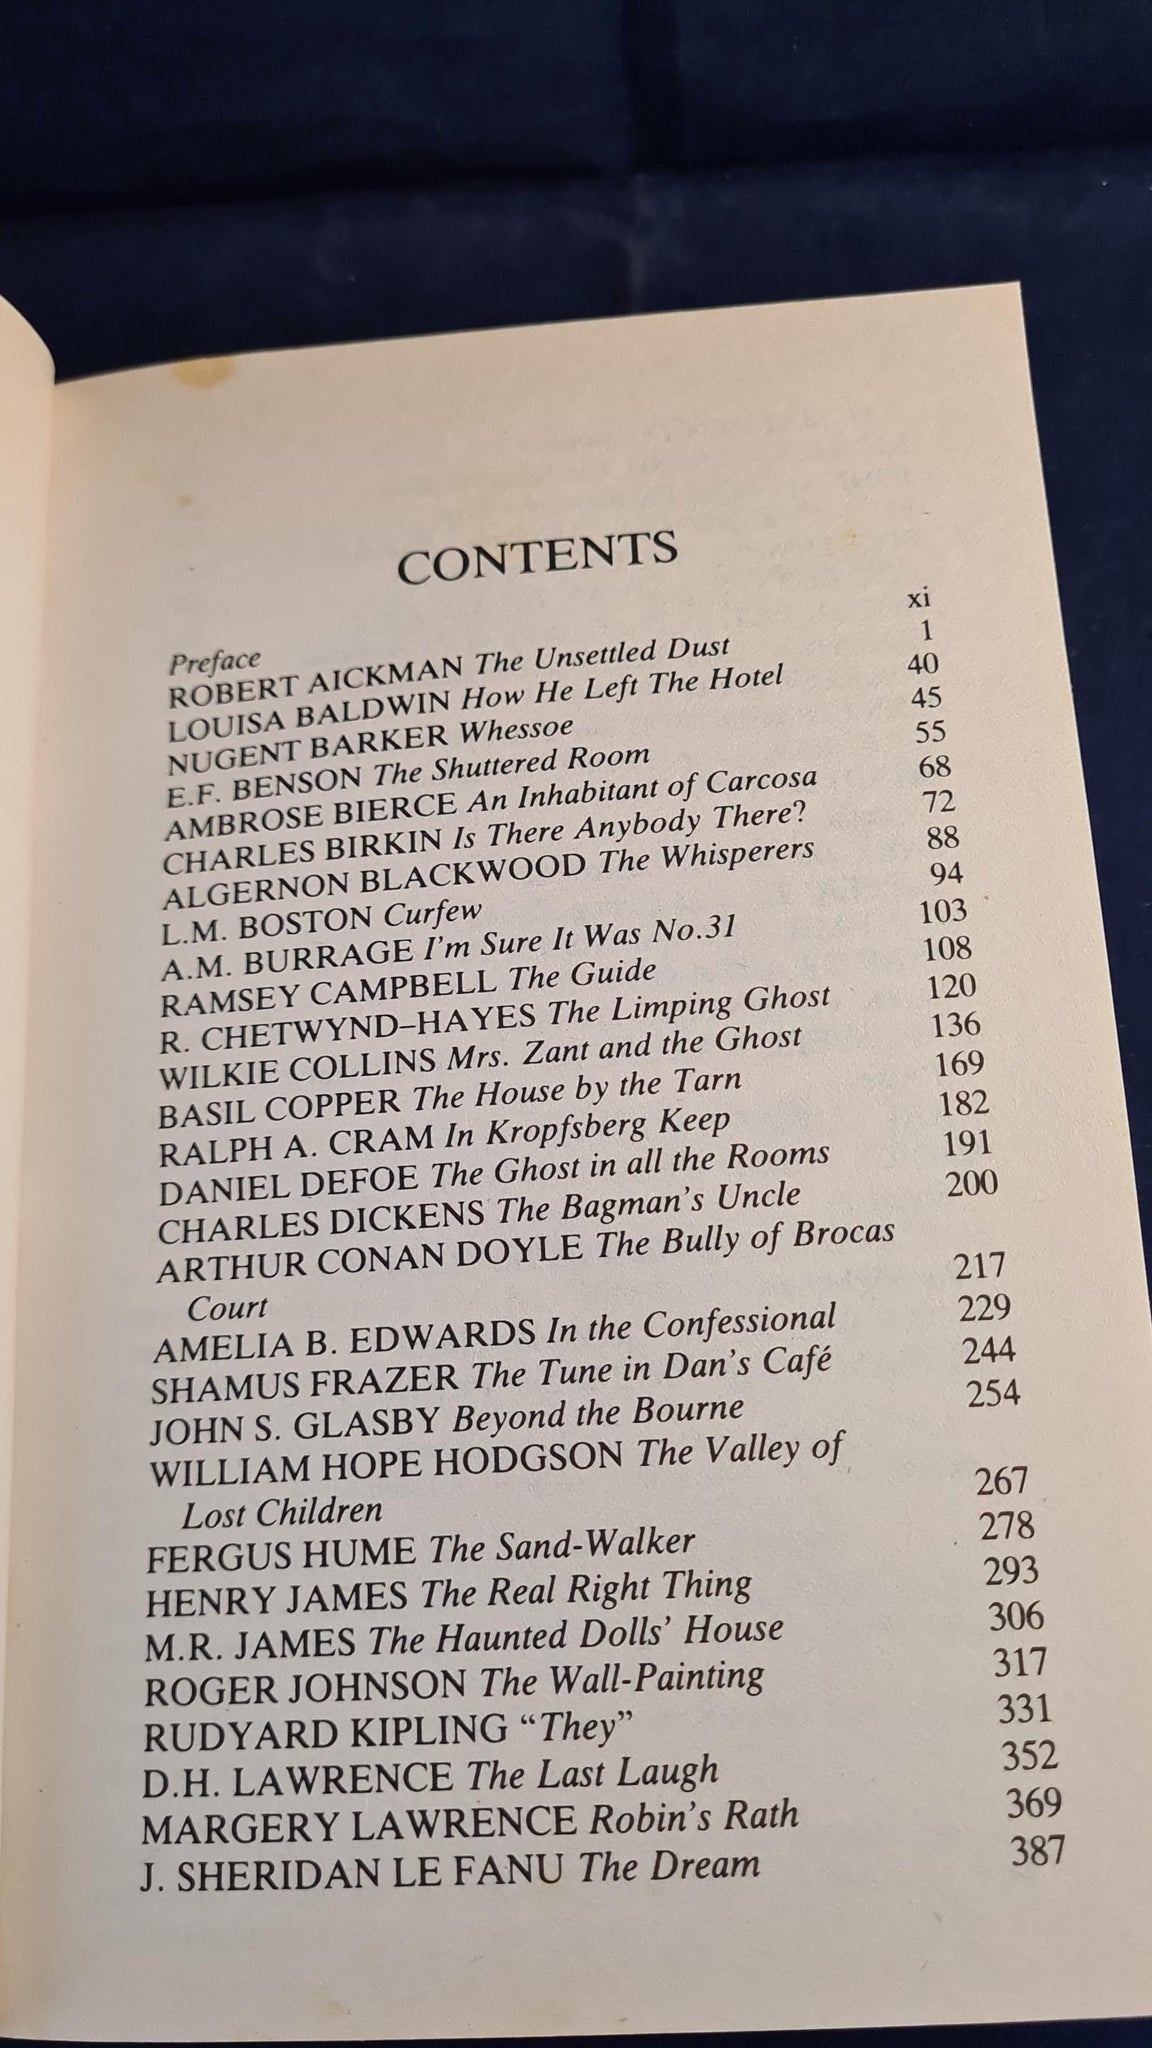 CONTENTS
Preface xi
ROBERT AICKMAN The Unsettled Dust 1
LOUISA BALDWIN How He Left The Hotel 40
NUGENT BARKER Whessoe 45
E.F. BENSON The Shuttered Room 55
AMBROSE BIERCE An Inhabitant of Carcosa 68
CHARLES BIRKIN Is There Anybody There? 72
ALGERNON BLACKWOOD The Whisperers 88
L.M. BOSTON Curfew 94
A.M. BURRAGE I'm Sure It Was No.31 103
RAMSEY CAMPBELL The Guide 108
R. CHETWYND–HAYES The Limping Ghost 120
WILKIE COLLINS Mrs. Zant and the Ghost 136
BASIL COPPER The House by the Tarn 169
RALPH A. CRAM In Kropfsberg Keep 182
DANIEL DEFOE The Ghost in all the Rooms 191
CHARLES DICKENS The Bagman's Uncle 200
ARTHUR CONAN DOYLE The Bully of Brocas
Court 217
AMELIA B. EDWARDS In the Confessional 229
SHAMUS FRAZER The Tune in Dan's Café 244
JOHN S. GLASBY Beyond the Bourne 254
WILLIAM HOPE HODGSON The Valley of
Lost Children 267
FERGUS HUME The Sand-Walker 278
HENRY JAMES The Real Right Thing 293
M.R. JAMES The Haunted Dolls' House 306
ROGER JOHNSON The Wall-Painting 317
RUDYARD KIPLING "They" 331
D.H. LAWRENCE The Last Laugh 352
MARGERY LAWRENCE Robin's Rath 369
J. SHERIDAN LE FANU The Dream 387